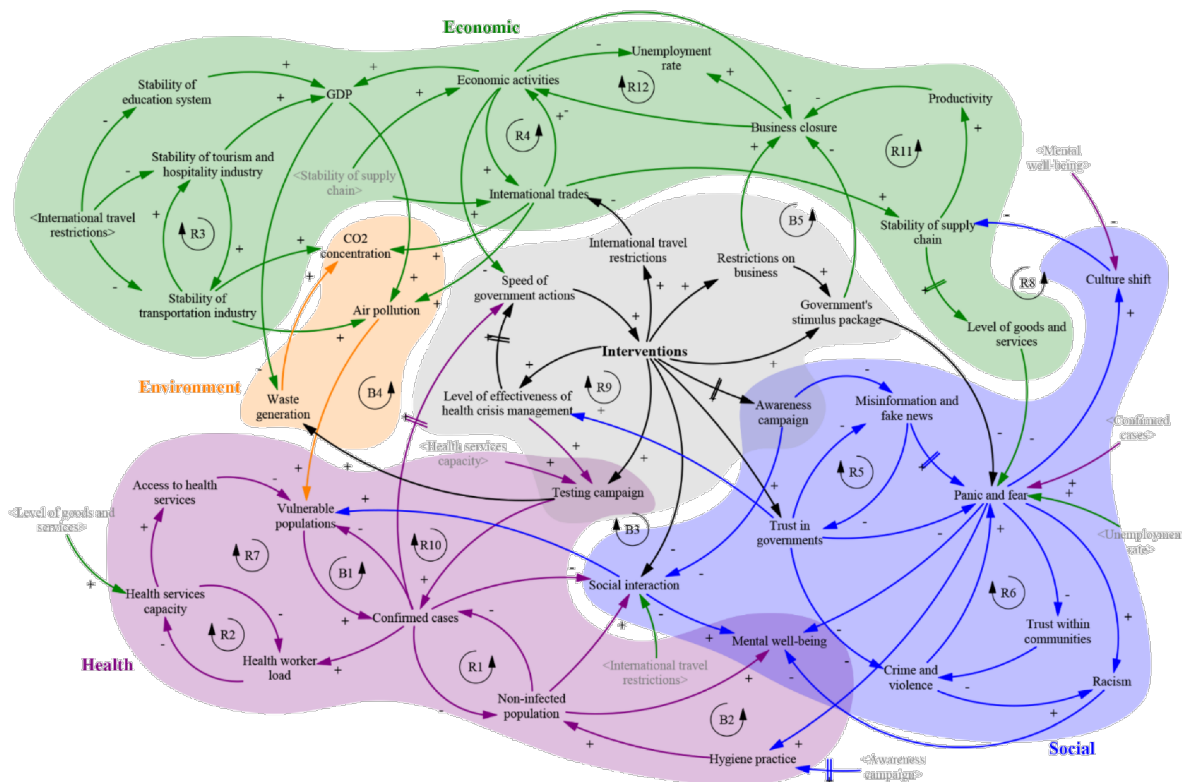 Economic
Stability of
education system
GDP
Economic activities
Unemployment
rate
R12
Business closure
Productivity
R11
R4
Stability of tourism and
hospitality industry
<Stability of supply
chain>
International trades
<Mental
well-being>
<International travel
restrictions>
R3
CO2
concentration
International travel
restrictions
B5
Restrictions on
business
Stability of supply
chain
Stability of
transportation industry
Air pollution
Speed of
government actions
Government's
stimulus package
R8
Culture shift
Level of goods and
services
Interventions
Environment
B4
Waste
generation
Level of effectiveness of
health crisis management
R9
Awareness
campaign
Misinformation and
fake news
<Confirmed
cases>
<Health services
capacity>
R5
Access to health
services
Testing campaign
Panic and fear
<Level of goods and
services>
Vulnerable
populations
Trust in
governments
<Unemployment
rate>
R7
B1
R10
B3
Social interaction
Health services
capacity
Confirmed cases
R6
R2
Trust within
communities
Health
Health worker
load
R1
Mental well-being
<International travel
restrictions>
Crime and
violence
Racism
Non-infected
population
B2
Social
Hygiene practice
<Awareness
campaign>